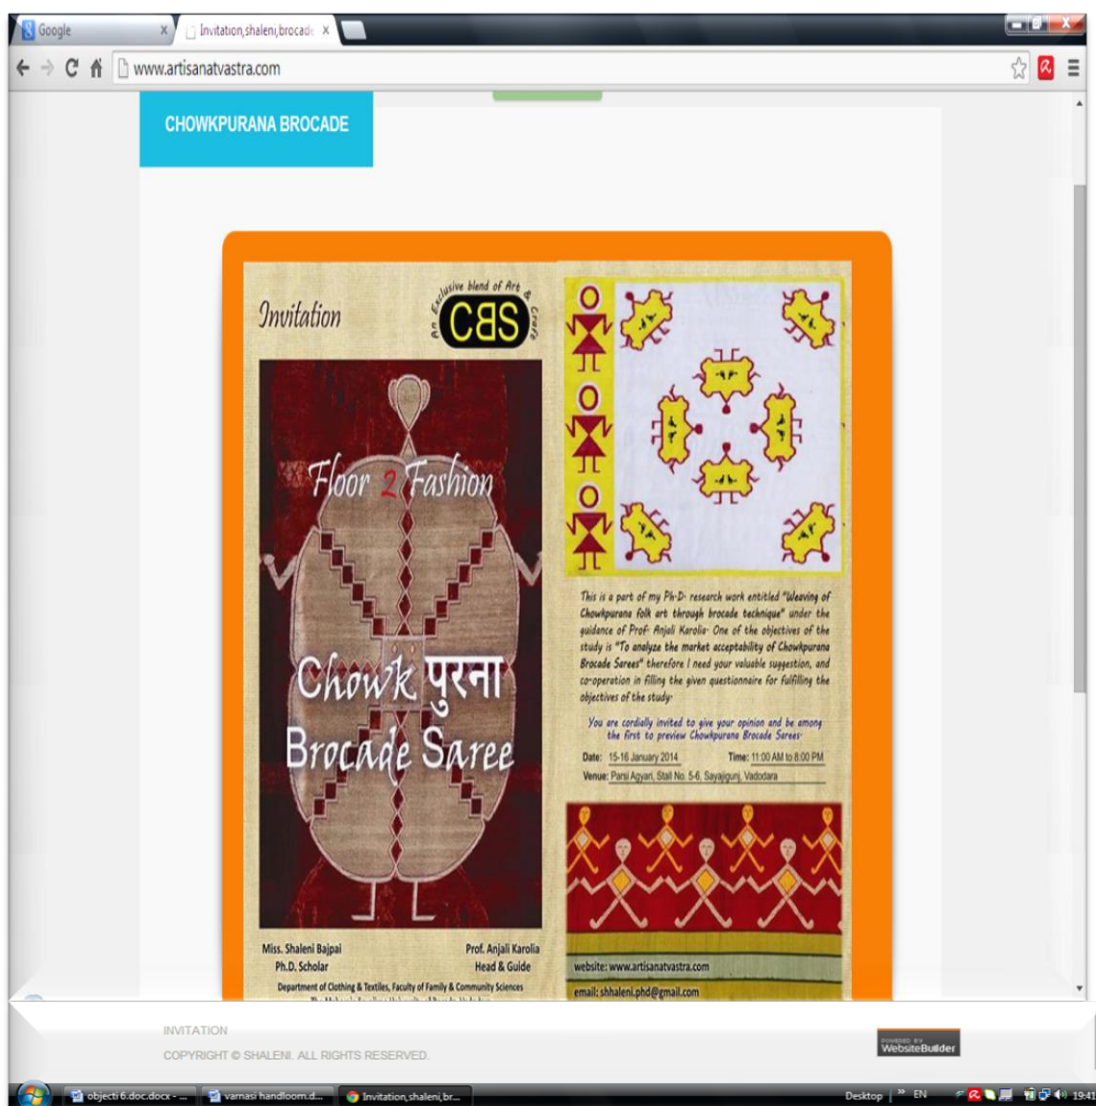 Google
Invitation,shaleni,brocade
www.artisanatvastra.com
CHOWKPURANA BROCADE
Invitation
An Exclusive blend of Art & Craft
CBS
Floor 2 Fashion
Chowk पुरना
Brocade Saree
Miss. Shaleni Bajpai
Prof. Anjali Karolia
Ph.D. Scholar
Head & Guide
Department of Clothing & Textiles, Faculty of Family & Community Sciences
This is a part of my Ph-D- research work entitled "Weaving of
Chowkpurana folk art through brocade technique" under the
guidance of Prof- Anjali Karolia- One of the objectives of the
study is "To analyze the market acceptability of Chowkpurana
Brocade Sarees" therefore I need your valuable suggestion, and
co-operation in filling the given questionnaire for fulfilling the
objectives of the study-
You are cordially invited to give your opinion and be among
the first to preview Chowkpurana Brocade Sarees-
Date: 15-16 January 2014 Time: 11:00 AM to 8:00 PM
Venue: Parsi Agyari, Stall No. 5-6, Sayajigunj, Vadodara
website: www.artisanatvastra.com
email: shhaleni.phd@gmail.com
INVITATION
COPYRIGHT © SHALENI. ALL RIGHTS RESERVED.
POWERED BY
WebsiteBuilder
objecti 6.doc.docx - ...
varnasi handloom.d...
Invitation,shaleni,br...
Desktop
EN
19:41